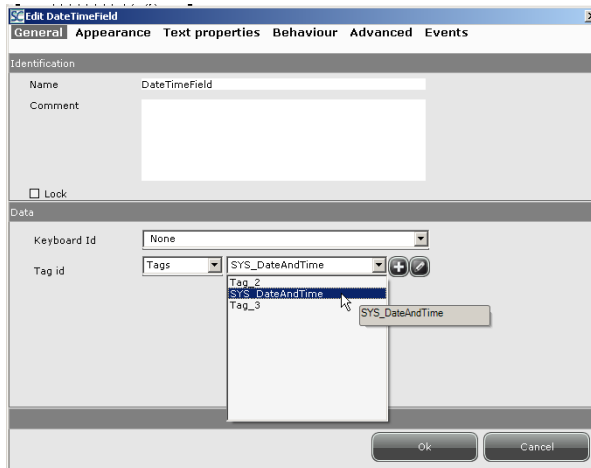 SC Edit DateTimeField
General Appearance Text properties Behaviour Advanced Events
Identification
Name DateTimeField
Comment
Lock
Data
Keyboard Id None
Tag id Tags SYS_DateAndTime
Tag_2
SYS_DateAndTime
Tag_3
SYS_DateAndTime
Ok Cancel